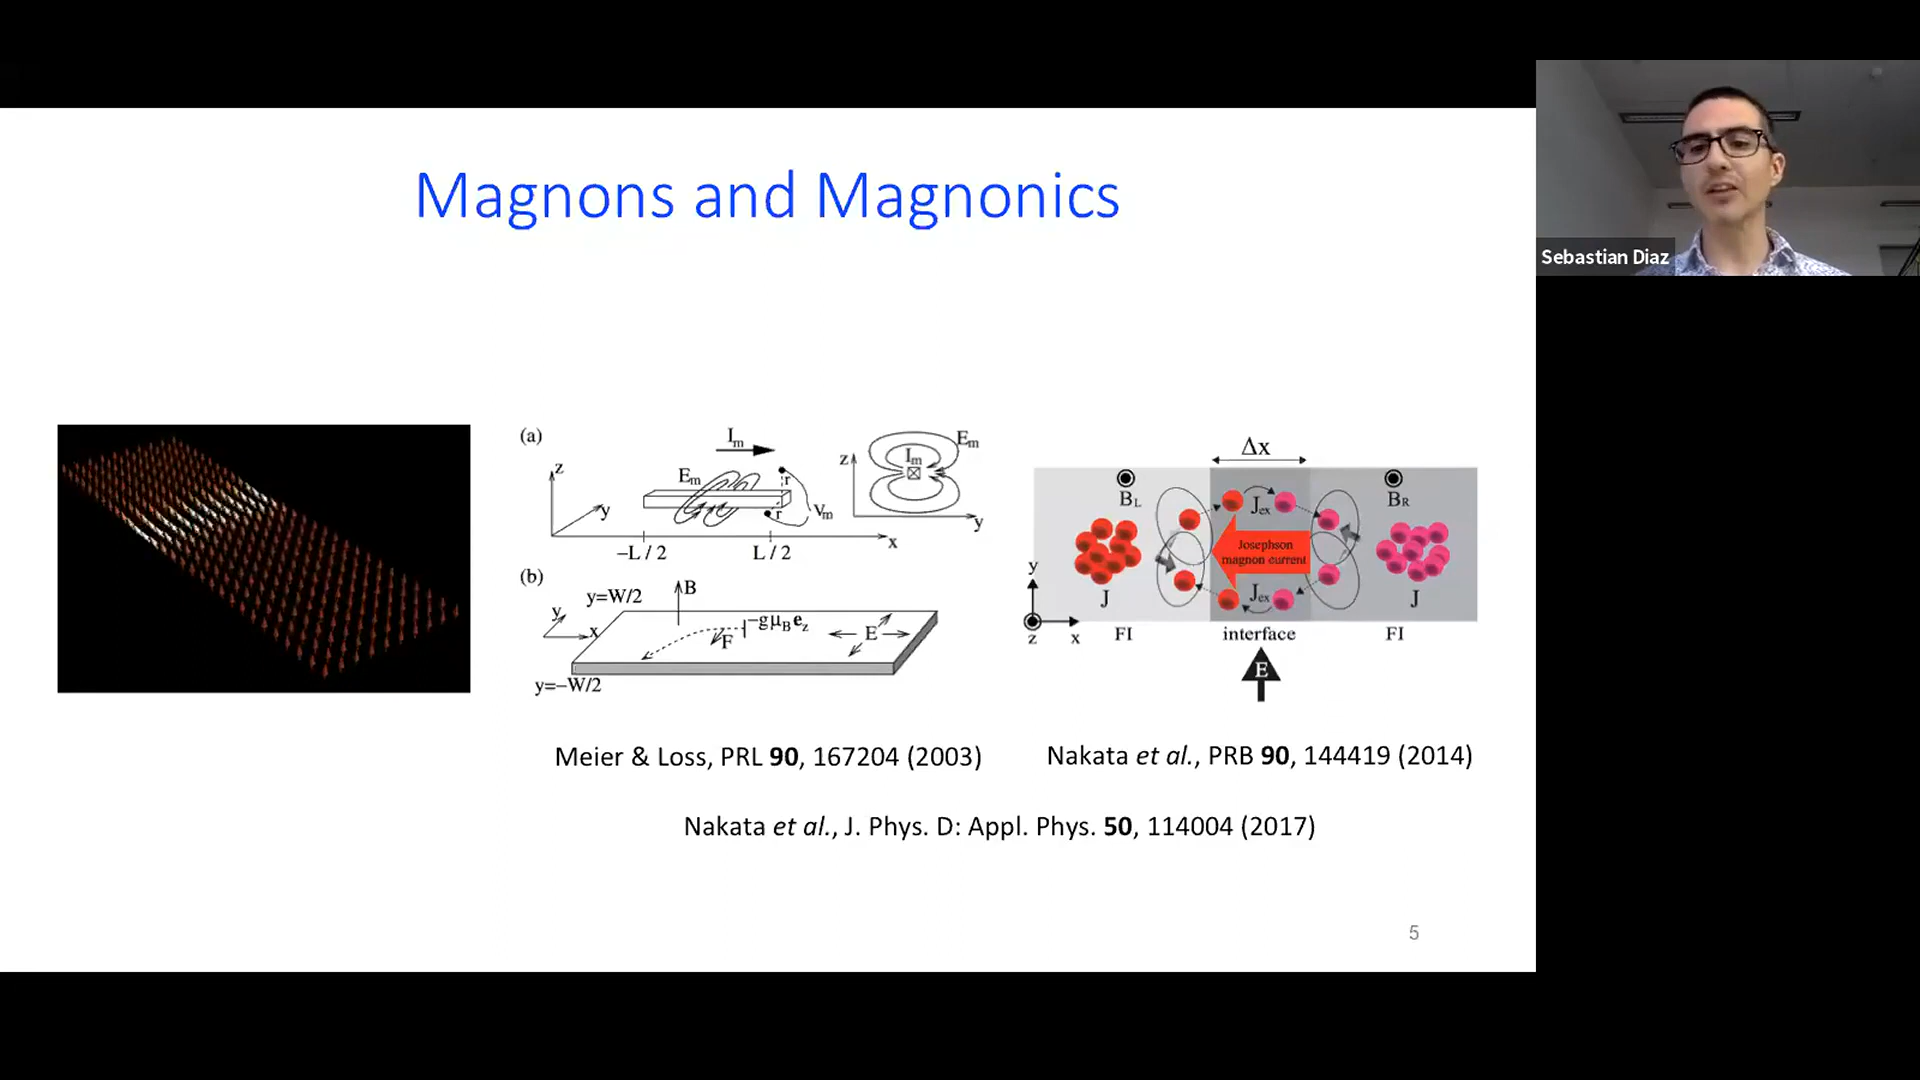 Magnons and Magnonics
Sebastian Diaz
(a)
I_m
z
y
E_m
r
r
V_m
-L / 2
L / 2
x
z
E_m
I_m
y
(b)
y=W/2
B
y
x
F
-gμ_B e_z
E
y=-W/2
Δx
B_L
J_ex
B_R
Josephson
magnon current
y
J
J_ex
J
z
x
FI
interface
FI
E
Meier & Loss, PRL 90, 167204 (2003)
Nakata et al., PRB 90, 144419 (2014)
Nakata et al., J. Phys. D: Appl. Phys. 50, 114004 (2017)
5